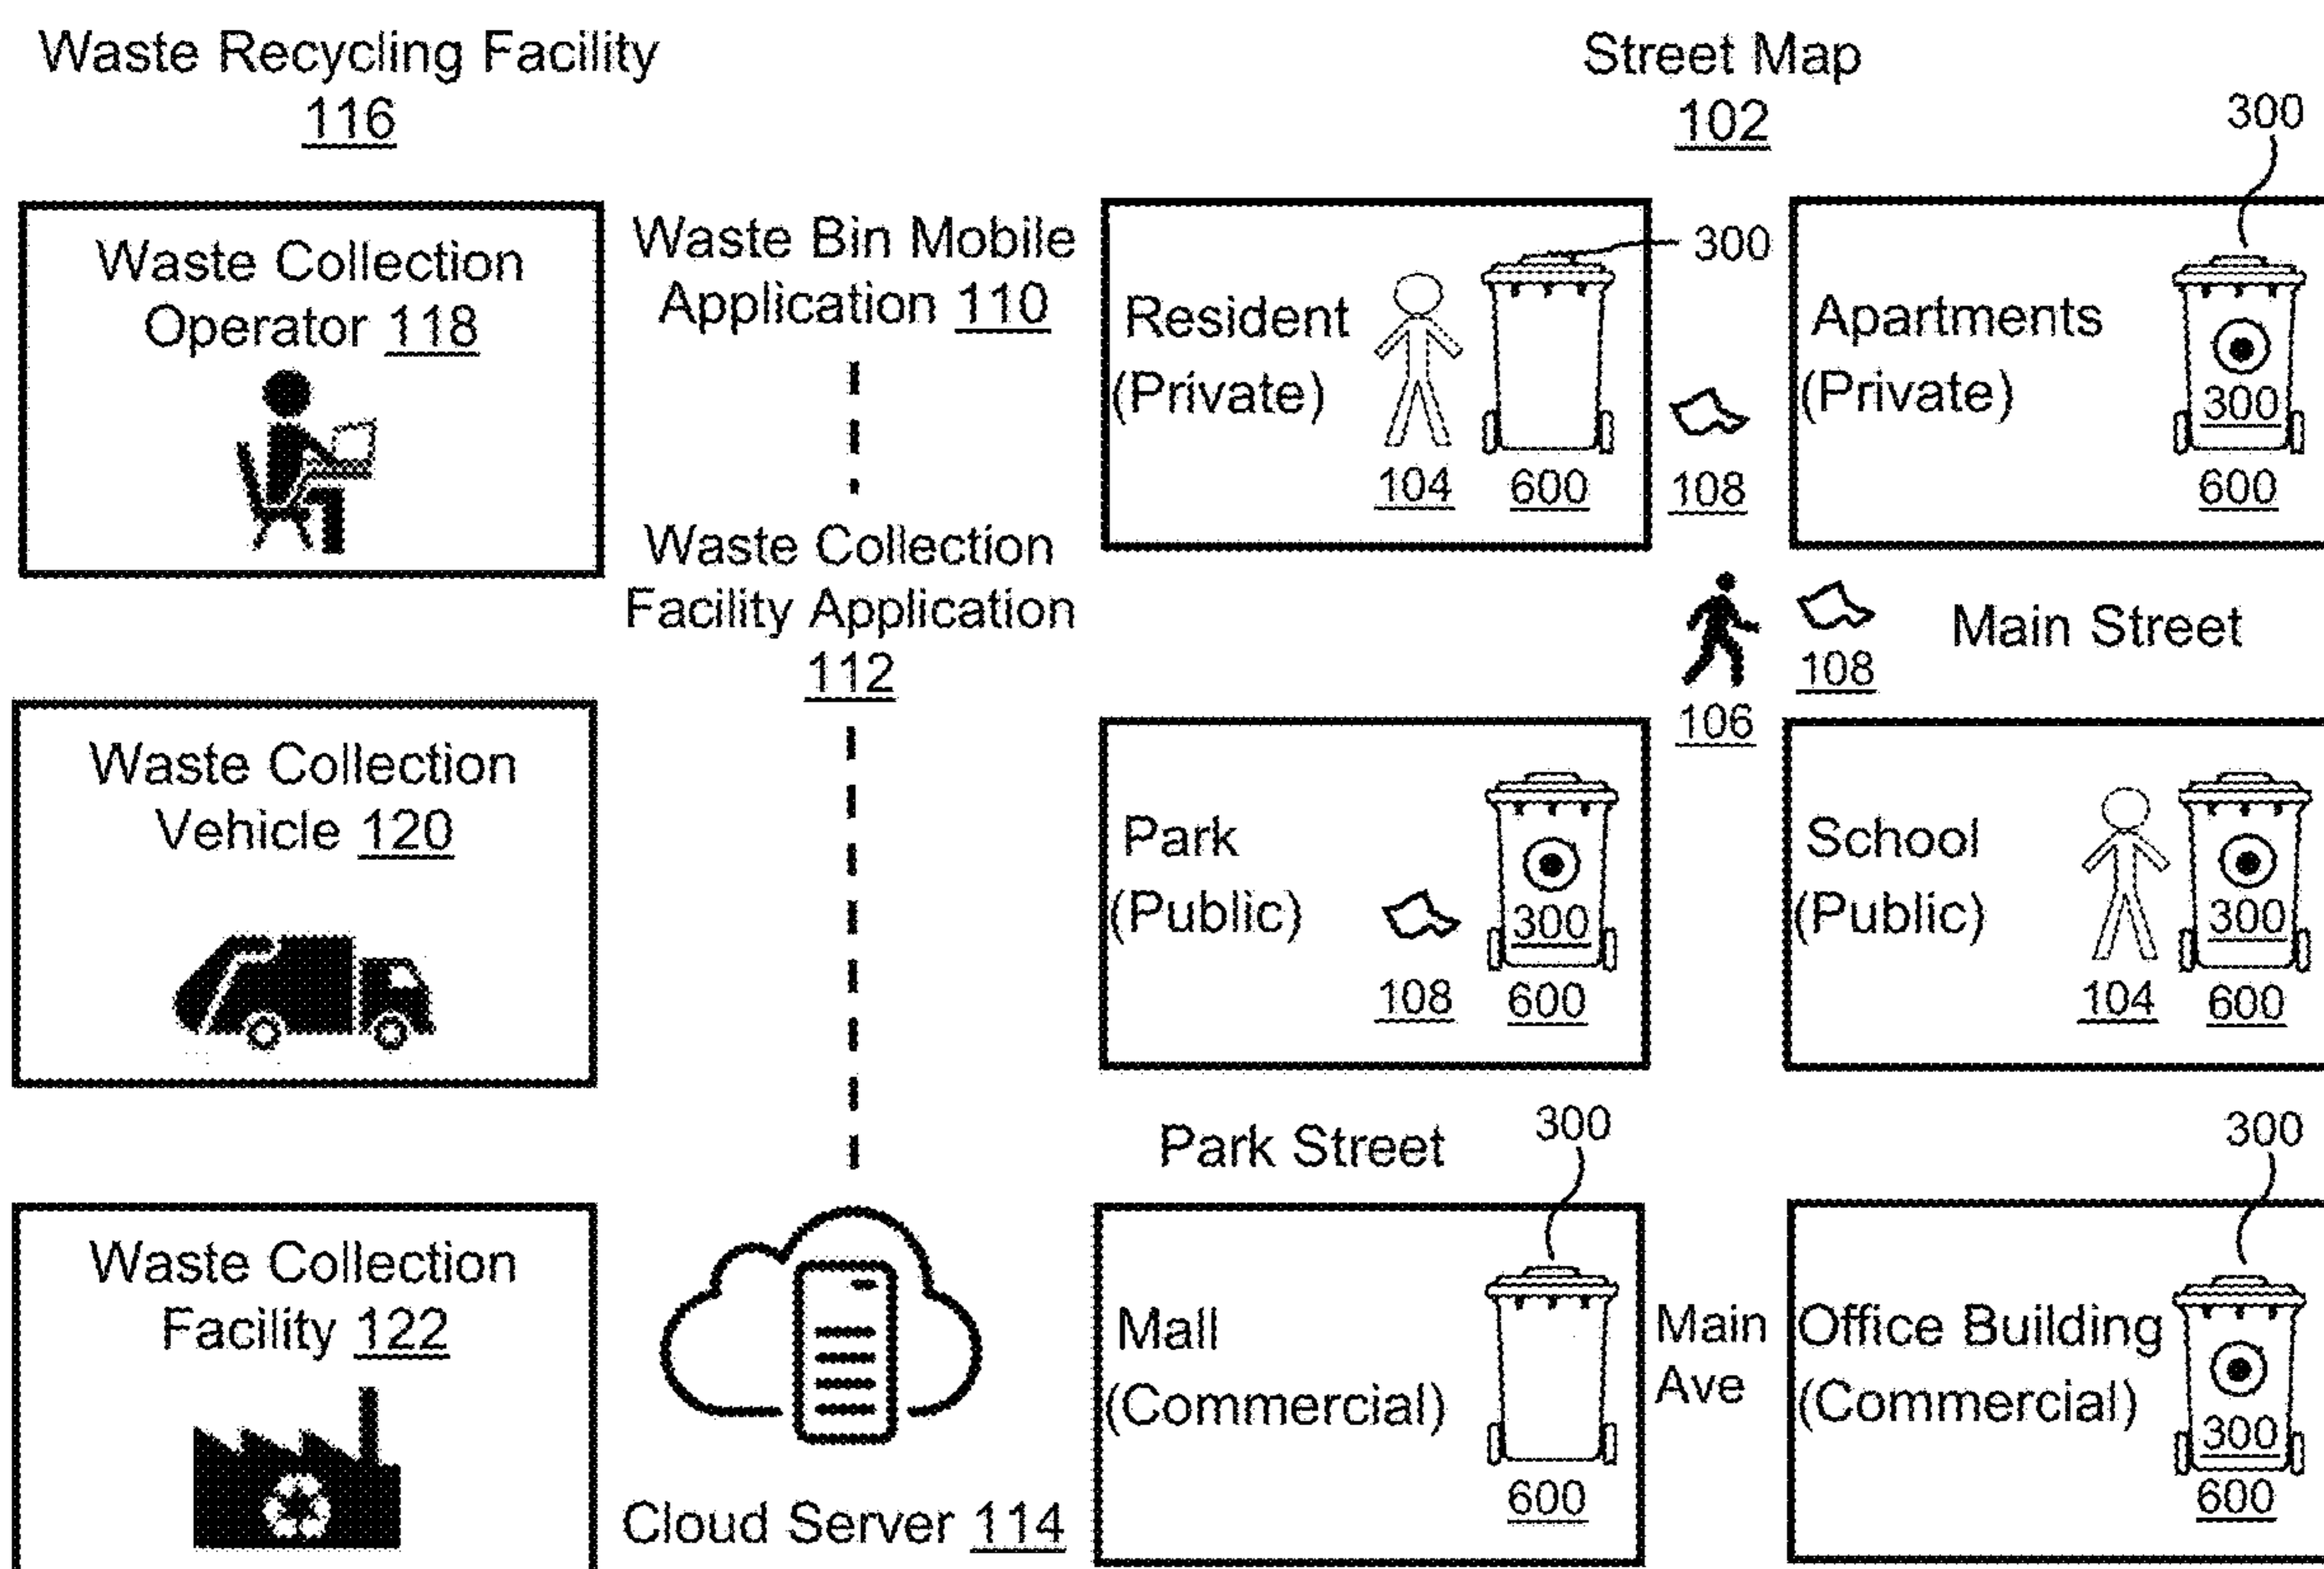 Waste Recycling Facility
116
Street Map
102
300
Waste Collection
Operator 118
Waste Bin Mobile
Application 110
Waste Collection
Facility Application
112
Resident
(Private)
300
104
600
108
Apartments
(Private)
300
600
106
108
Main Street
Waste Collection
Vehicle 120
Park
(Public)
300
108
600
School
(Public)
300
104
600
Park Street
300
300
Waste Collection
Facility 122
Cloud Server 114
Mall
(Commercial)
600
Main
Ave
Office Building
(Commercial)
300
600